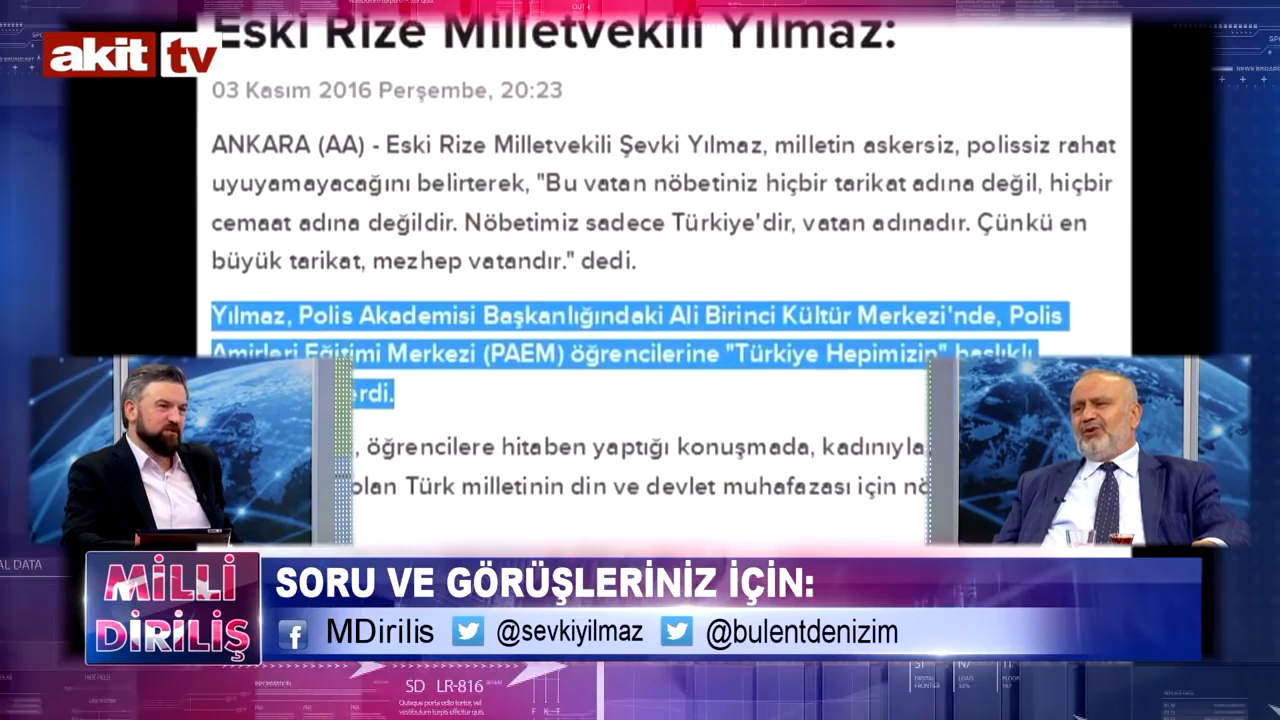 akit tv
Eski Rize Milletvekili Yılmaz:
03 Kasım 2016 Perşembe, 20:23
ANKARA (AA) - Eski Rize Milletvekili Şevki Yılmaz, milletin askersiz, polissiz rahat
uyuyamayacağını belirterek, "Bu vatan nöbetiniz hiçbir tarikat adına değil, hiçbir
cemaat adına değildir. Nöbetimiz sadece Türkiye'dir, vatan adınadır. Çünkü en
büyük tarikat, mezhep vatandır." dedi.
Yılmaz, Polis Akademisi Başkanlığındaki Ali Birinci Kültür Merkezi'nde, Polis
Amirleri Eğitimi Merkezi (PAEM) öğrencilerine "Türkiye Hepimizin" başlıklı
erdi.
, öğrencilere hitaben yaptığı konuşmada, kadınıyla
olan Türk milletinin din ve devlet muhafazası için nö
MİLLİ
DİRİLİŞ
SORU VE GÖRÜŞLERİNİZ İÇİN:
MDirilis @sevkiyilmaz @bulentdenizim
SD LR-816